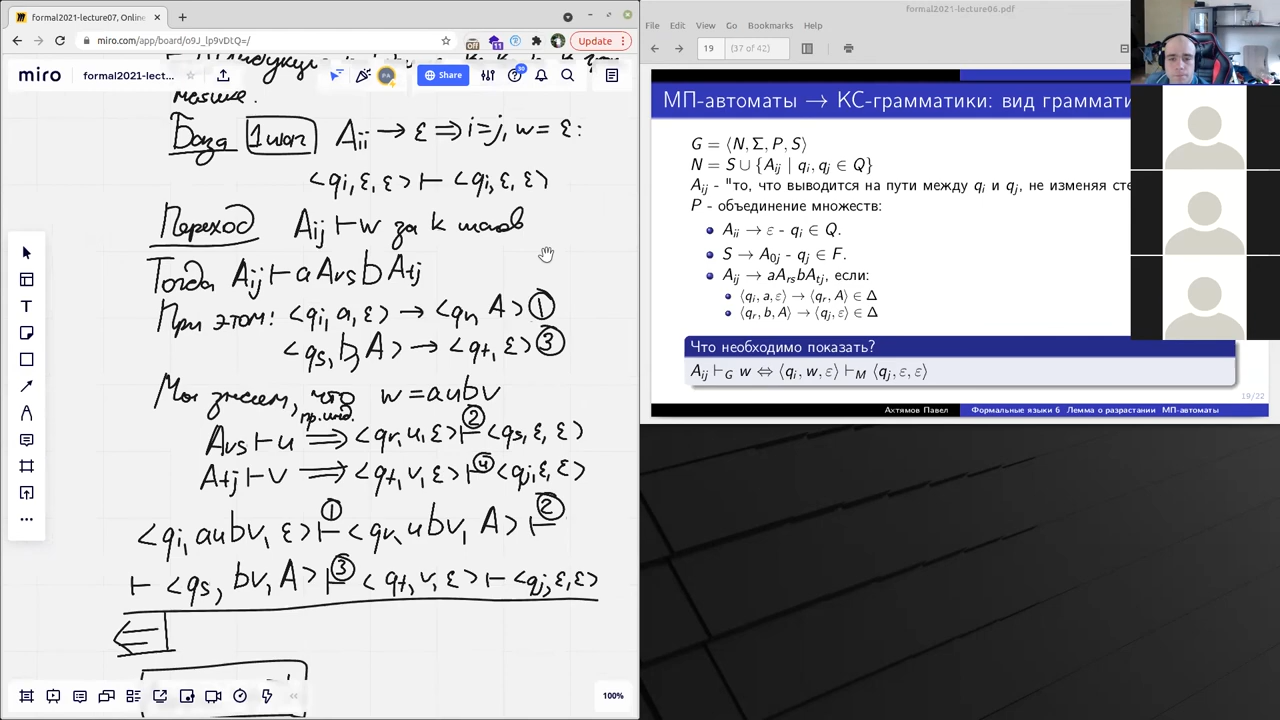 formal2021-lecture07, Online
miro.com/app/board/o9J_lp9vDtQ=/
Update
miro
formal2021-lect...
Share
машине.
База 1 шаг Aii → ε ⟹ i=j, w = ε:
<qi, ε, ε> ⊢ <qi, ε, ε>
Переход Aij ⊢ w за k шагов
Тогда Aij ⊢ a Ars b Atj
При этом: <qi, a, ε> → <qr, A> ①
<qs, b, A> → <qt, ε> ③
Мы знаем, что w = aubv
пр. инд.
Ars ⊢ u ⟹ <qr, u, ε> ⊢② <qs, ε, ε>
Atj ⊢ v ⟹ <qt, v, ε> ⊢④ <qj, ε, ε>
<qi, aubv, ε> ⊢① <qr, ubv, A> ⊢②
⊢ <qs, bv, A> ⊢③ <qt, v, ε> ⊢ <qj, ε, ε>
⟸
100%
formal2021-lecture06.pdf
File Edit View Go Bookmarks Help
19 (37 of 42)
МП-автоматы → КС-грамматики: вид граммати
G = ⟨N, Σ, P, S⟩
N = S ∪ {Aij | qi, qj ∈ Q}
Aij - "то, что выводится на пути между qi и qj, не изменяя сте
P - объединение множеств:
Aii → ε - qi ∈ Q.
S → A0j - qj ∈ F.
Aij → aArsbAtj, если:
⟨qi, a, ε⟩ → ⟨qr, A⟩ ∈ Δ
⟨qr, b, A⟩ → ⟨qj, ε⟩ ∈ Δ
Что необходимо показать?
Aij ⊢G w ⇔ ⟨qi, w, ε⟩ ⊢M ⟨qj, ε, ε⟩
19/22
Ахтямов Павел Формальные языки 6 Лемма о разрастании МП-автоматы